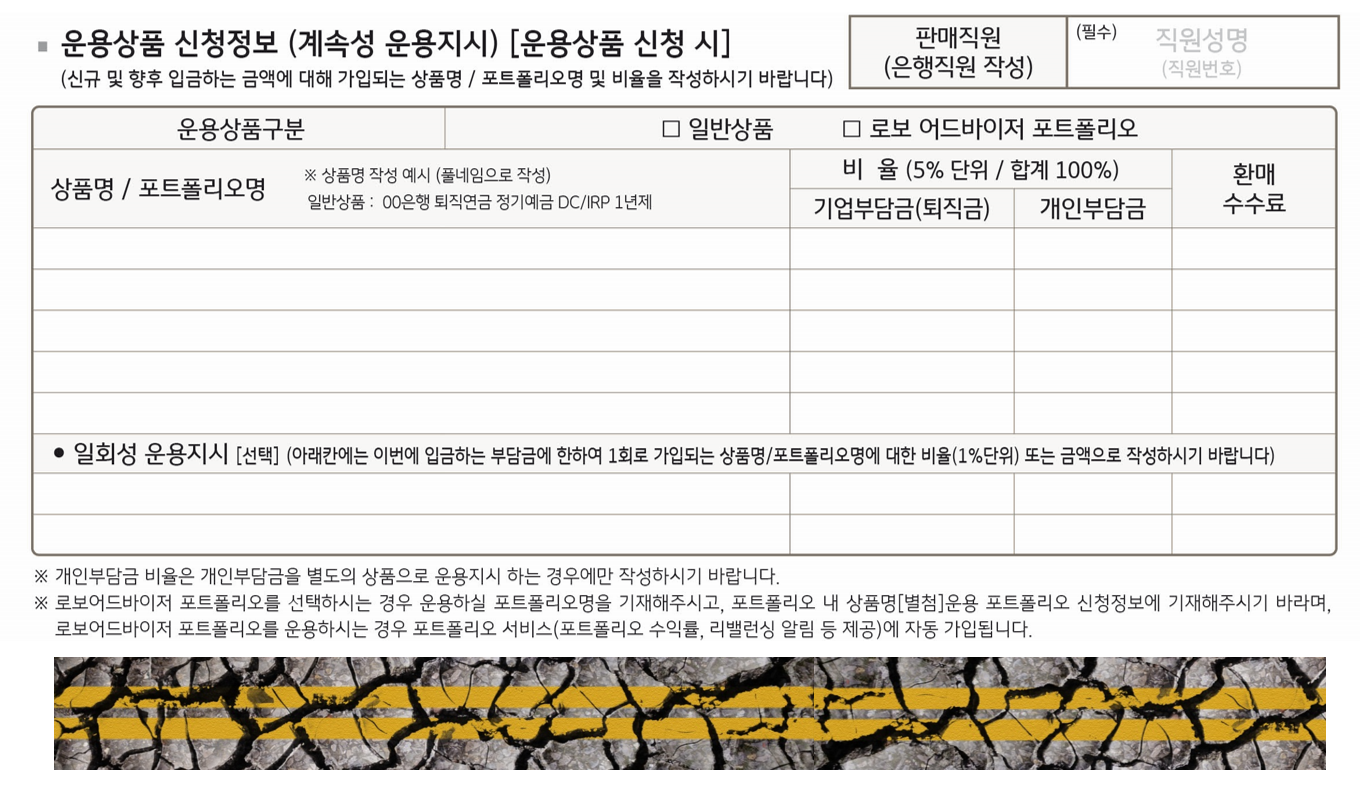 ▪ 운용상품 신청정보 (계속성 운용지시) [운용상품 신청 시]
(신규 및 향후 입금하는 금액에 대해 가입되는 상품명 / 포트폴리오명 및 비율을 작성하시기 바랍니다)
판매직원
(은행직원 작성)
(필수) 직원성명
(직원번호)
운용상품구분 □ 일반상품 □ 로보 어드바이저 포트폴리오
상품명 / 포트폴리오명
※ 상품명 작성 예시 (풀네임으로 작성)
일반상품 : 00은행 퇴직연금 정기예금 DC/IRP 1년제
비 율 (5% 단위 / 합계 100%)
기업부담금(퇴직금) 개인부담금
환매
수수료
• 일회성 운용지시 [선택] (아래칸에는 이번에 입금하는 부담금에 한하여 1회로 가입되는 상품명/포트폴리오명에 대한 비율(1%단위) 또는 금액으로 작성하시기 바랍니다)
※ 개인부담금 비율은 개인부담금을 별도의 상품으로 운용지시 하는 경우에만 작성하시기 바랍니다.
※ 로보어드바이저 포트폴리오를 선택하시는 경우 운용하실 포트폴리오명을 기재해주시고, 포트폴리오 내 상품명[별첨]운용 포트폴리오 신청정보에 기재해주시기 바라며,
로보어드바이저 포트폴리오를 운용하시는 경우 포트폴리오 서비스(포트폴리오 수익률, 리밸런싱 알림 등 제공)에 자동 가입됩니다.